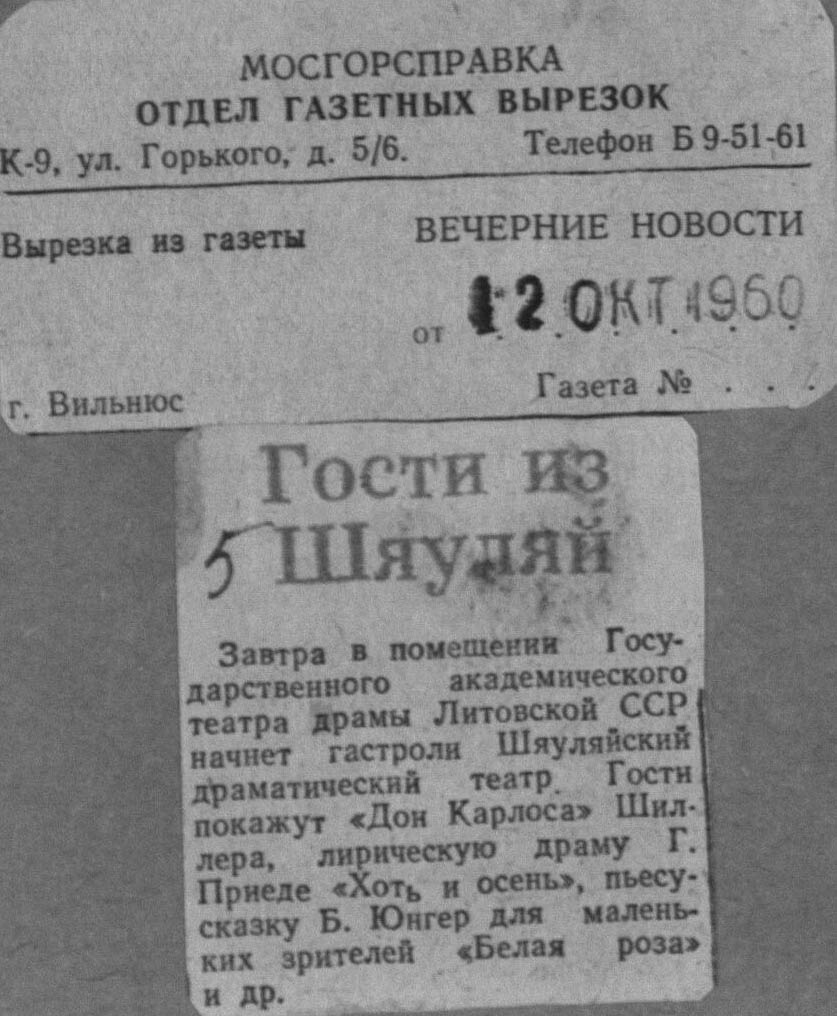 МОСГОРСПРАВКА
ОТДЕЛ ГАЗЕТНЫХ ВЫРЕЗОК
К-9, ул. Горького, д. 5/6. Телефон Б 9-51-61
Вырезка из газеты ВЕЧЕРНИЕ НОВОСТИ
от 12 ОКТ 1960
г. Вильнюс Газета № . . .
Гости из
5 Шяуляй
Завтра в помещении Госу-
дарственного академического
театра драмы Литовской ССР
начнет гастроли Шяуляйский
драматический театр. Гости
покажут «Дон Карлоса» Шил-
лера, лирическую драму Г.
Приеде «Хоть и осень», пьесу-
сказку Б. Юнгер для малень-
ких зрителей «Белая роза»
и др.